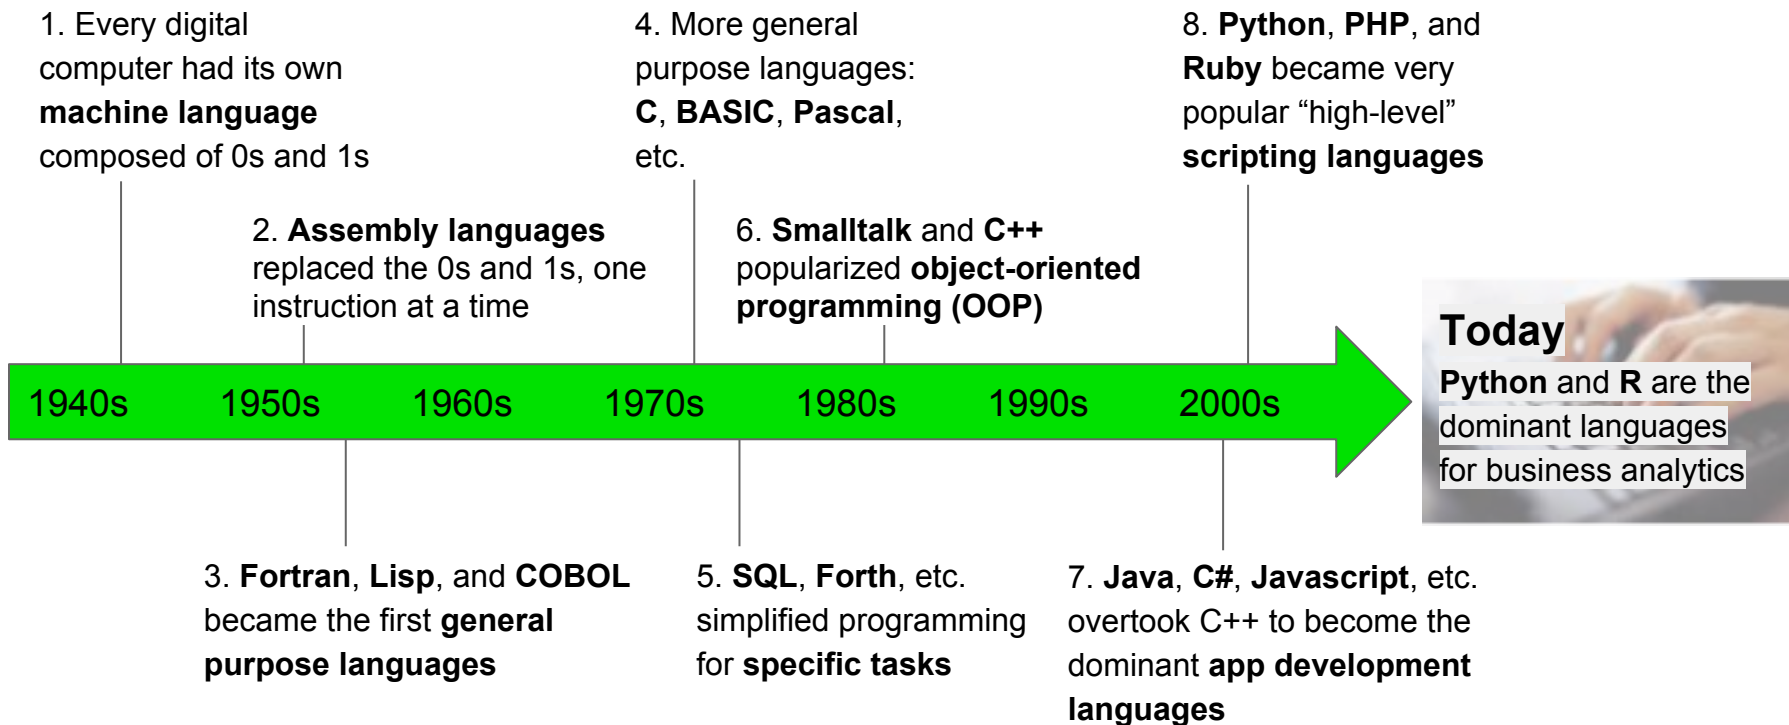 1. Every digital
computer had its own
machine language
composed of 0s and 1s
2. Assembly languages
replaced the 0s and 1s, one
instruction at a time
4. More general
purpose languages:
C, BASIC, Pascal,
etc.
6. Smalltalk and C++
popularized object-oriented
programming (OOP)
8. Python, PHP, and
Ruby became very
popular “high-level”
scripting languages
1940s 1950s 1960s 1970s 1980s 1990s 2000s
Today
Python and R are the
dominant languages
for business analytics
3. Fortran, Lisp, and COBOL
became the first general
purpose languages
5. SQL, Forth, etc.
simplified programming
for specific tasks
7. Java, C#, Javascript, etc.
overtook C++ to become the
dominant app development
languages